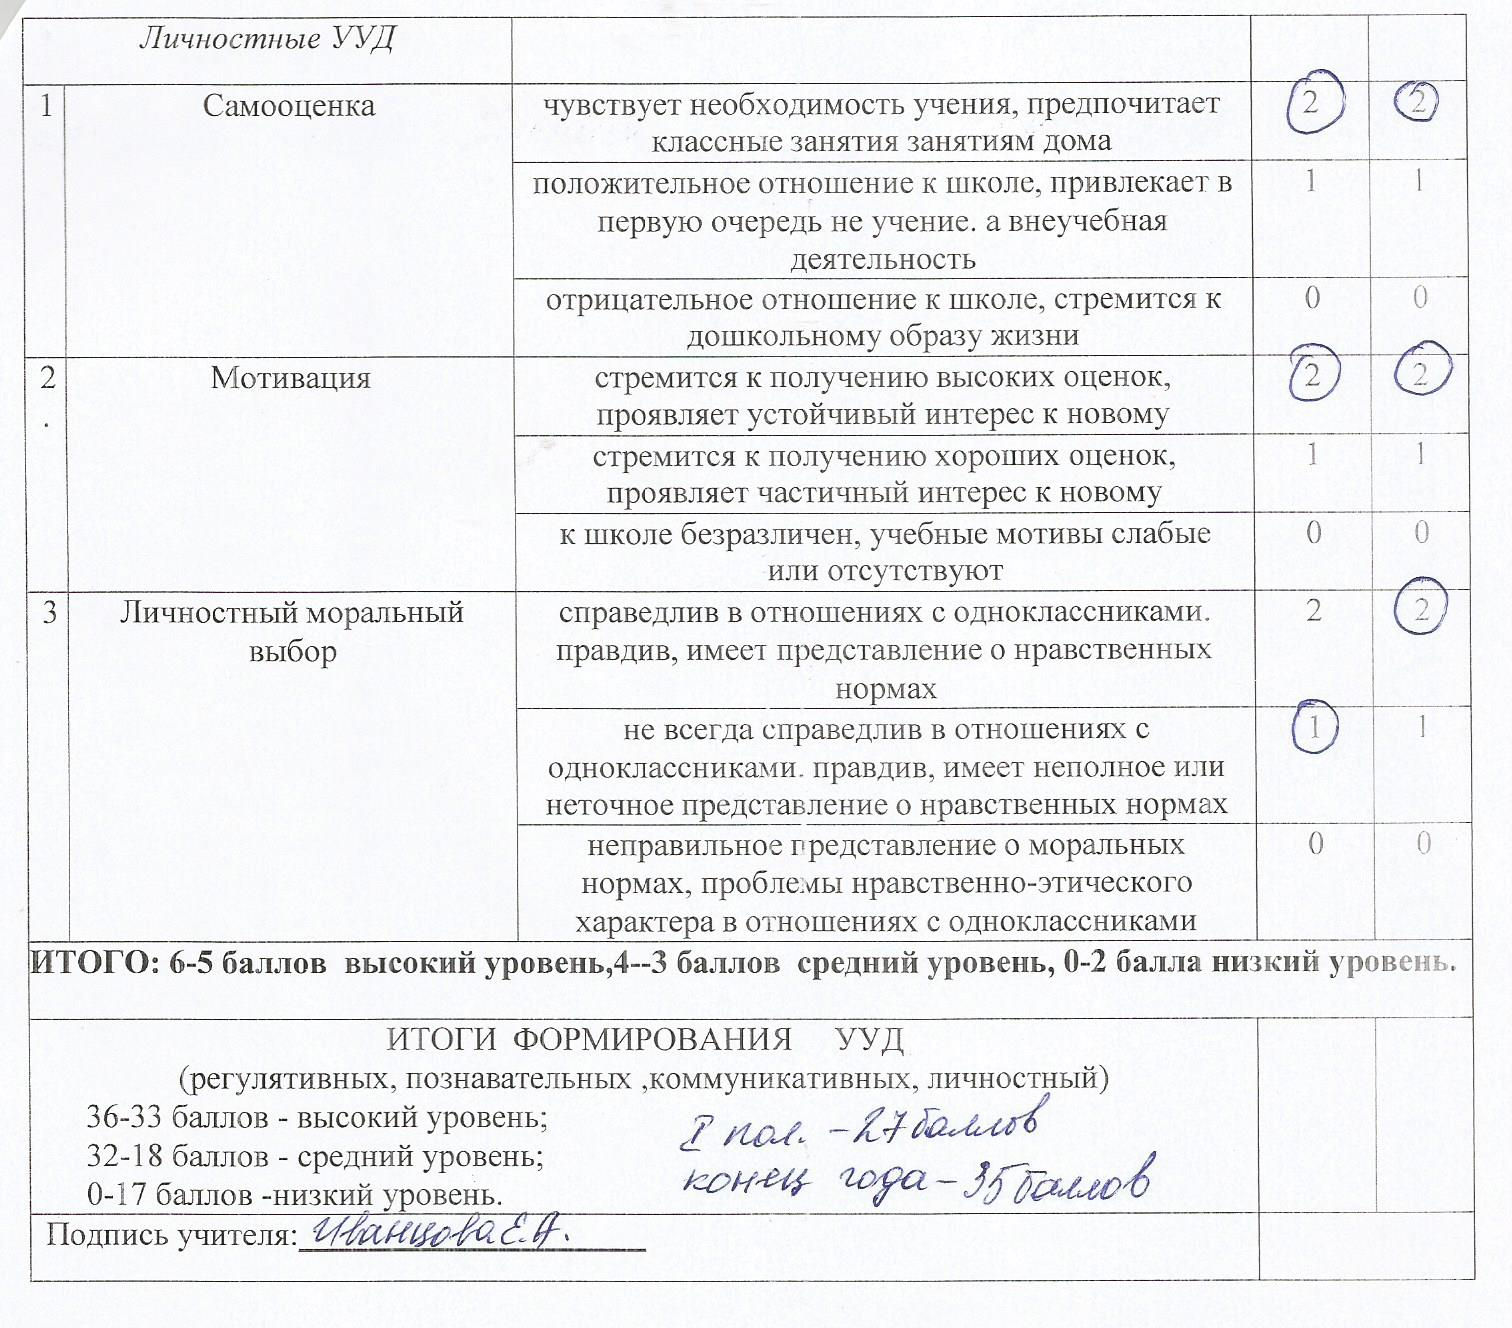 Личностные УУД
1 Самооценка чувствует необходимость учения, предпочитает 2 2
классные занятия занятиям дома
положительное отношение к школе, привлекает в 1 1
первую очередь не учение. а внеучебная
деятельность
отрицательное отношение к школе, стремится к 0 0
дошкольному образу жизни
2 Мотивация стремится к получению высоких оценок, 2 2
. проявляет устойчивый интерес к новому
стремится к получению хороших оценок, 1 1
проявляет частичный интерес к новому
к школе безразличен, учебные мотивы слабые 0 0
или отсутствуют
3 Личностный моральный справедлив в отношениях с одноклассниками. 2 2
выбор правдив, имеет представление о нравственных
нормах
не всегда справедлив в отношениях с 1 1
одноклассниками. правдив, имеет неполное или
неточное представление о нравственных нормах
неправильное представление о моральных 0 0
нормах, проблемы нравственно-этического
характера в отношениях с одноклассниками
ИТОГО: 6-5 баллов высокий уровень,4--3 баллов средний уровень, 0-2 балла низкий уровень.
ИТОГИ ФОРМИРОВАНИЯ УУД
(регулятивных, познавательных ,коммуникативных, личностный)
36-33 баллов - высокий уровень;
I пол. – 27 баллов
32-18 баллов - средний уровень;
конец года – 35 баллов
0-17 баллов -низкий уровень.
Подпись учителя: Иванцова Е.А.